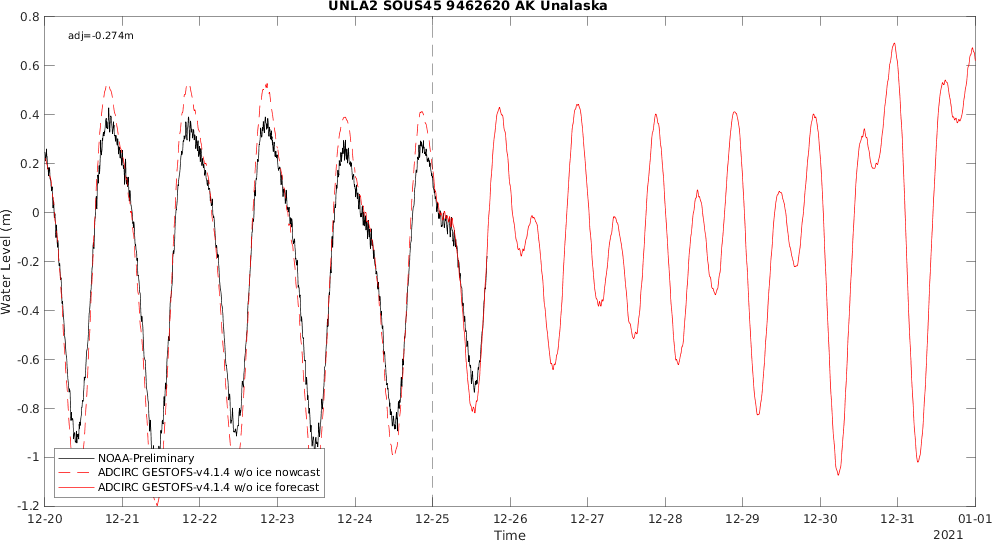 UNLA2 SOUS45 9462620 AK Unalaska
adj=-0.274m
0.8
0.6
0.4
0.2
0
-0.2
-0.4
-0.6
-0.8
-1
-1.2
Water Level (m)
NOAA-Preliminary
ADCIRC GESTOFS-v4.1.4 w/o ice nowcast
ADCIRC GESTOFS-v4.1.4 w/o ice forecast
12-20 12-21 12-22 12-23 12-24 12-25 12-26 12-27 12-28 12-29 12-30 12-31 01-01
Time
2021